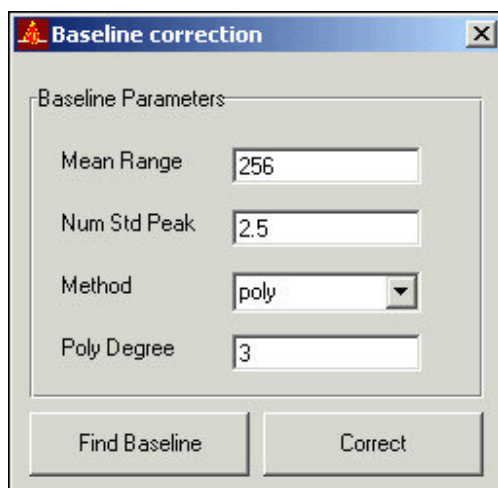 Baseline correction
Baseline Parameters
Mean Range 256
Num Std Peak 2.5
Method poly
Poly Degree 3
Find Baseline Correct